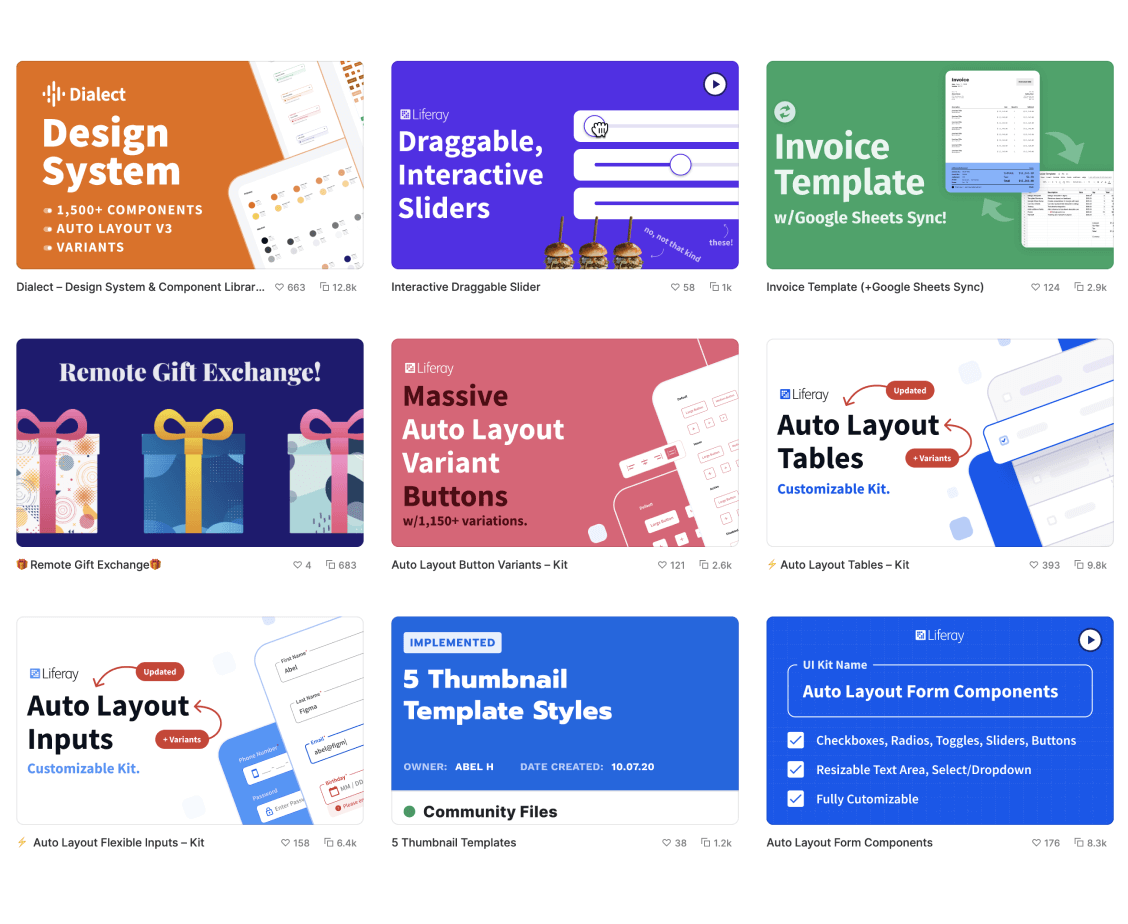 Dialect
Design
System
1,500+ COMPONENTS
AUTO LAYOUT V3
VARIANTS
Dialect – Design System & Component Librar...
663
12.8k
Liferay
Draggable,
Interactive
Sliders
no, not that kind
these!
Interactive Draggable Slider
58
1k
Invoice
Template
w/Google Sheets Sync!
Invoice
Invoice Template (+Google Sheets Sync)
124
2.9k
Remote Gift Exchange!
🎁Remote Gift Exchange🎁
4
683
Liferay
Massive
Auto Layout
Variant
Buttons
w/1,150+ variations.
Default
Large Button
Default
Large Button
Auto Layout Button Variants – Kit
121
2.6k
Liferay
Updated
Auto Layout
Tables
+ Variants
Customizable Kit.
⚡ Auto Layout Tables – Kit
393
9.8k
Liferay
Updated
Auto Layout
Inputs
+ Variants
Customizable Kit.
First Name*
Abel
Last Name*
Figma
Email*
abel@figm
Birthday*
MM / DD
Phone Number
Password
Enter Passw
⚡ Auto Layout Flexible Inputs – Kit
158
6.4k
IMPLEMENTED
5 Thumbnail
Template Styles
OWNER: ABEL H DATE CREATED: 10.07.20
Community Files
5 Thumbnail Templates
38
1.2k
Liferay
UI Kit Name
Auto Layout Form Components
Checkboxes, Radios, Toggles, Sliders, Buttons
Resizable Text Area, Select/Dropdown
Fully Cutomizable
Auto Layout Form Components
176
8.3k